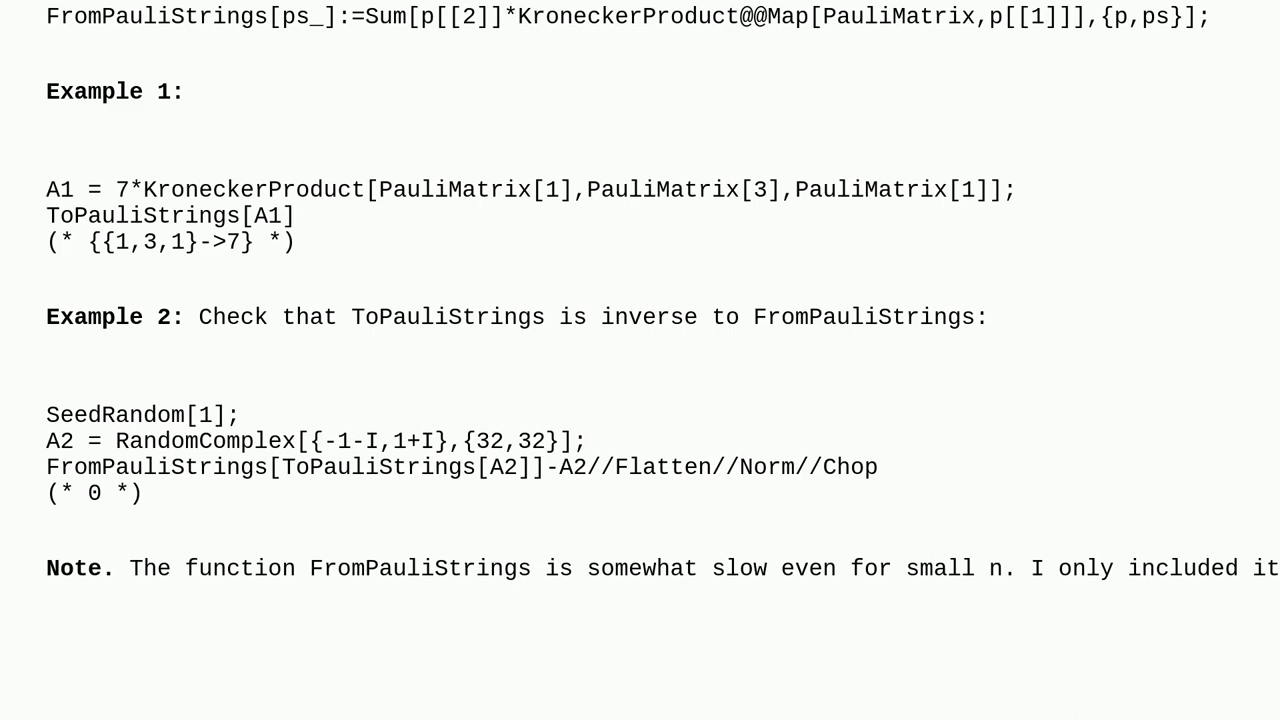 FromPauliStrings[ps_]:=Sum[p[[2]]*KroneckerProduct@@Map[PauliMatrix,p[[1]]],{p,ps}];
Example 1:
A1 = 7*KroneckerProduct[PauliMatrix[1],PauliMatrix[3],PauliMatrix[1]];
ToPauliStrings[A1]
(* {{1,3,1}->7} *)
Example 2: Check that ToPauliStrings is inverse to FromPauliStrings:
SeedRandom[1];
A2 = RandomComplex[{-1-I,1+I},{32,32}];
FromPauliStrings[ToPauliStrings[A2]]-A2//Flatten//Norm//Chop
(* 0 *)
Note. The function FromPauliStrings is somewhat slow even for small n. I only included it